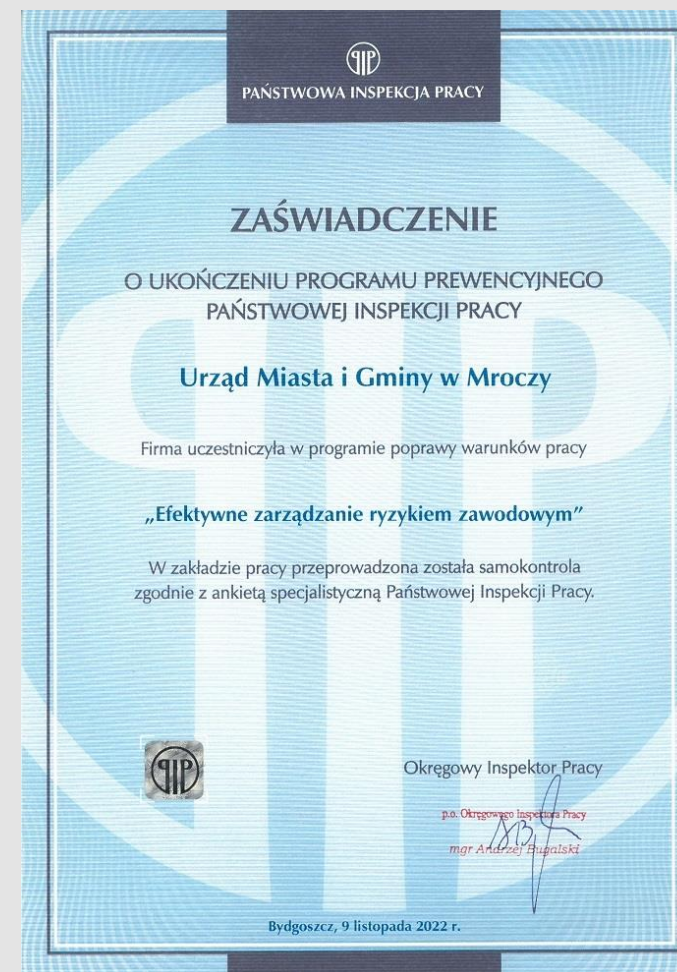 PIP
PAŃSTWOWA INSPEKCJA PRACY
ZAŚWIADCZENIE
O UKOŃCZENIU PROGRAMU PREWENCYJNEGO
PAŃSTWOWEJ INSPEKCJI PRACY
Urząd Miasta i Gminy w Mroczy
Firma uczestniczyła w programie poprawy warunków pracy
„Efektywne zarządzanie ryzykiem zawodowym”
W zakładzie pracy przeprowadzona została samokontrola
zgodnie z ankietą specjalistyczną Państwowej Inspekcji Pracy.
PIP
Okręgowy Inspektor Pracy
p.o. Okręgowego Inspektora Pracy
mgr Andrzej Bugalski
Bydgoszcz, 9 listopada 2022 r.